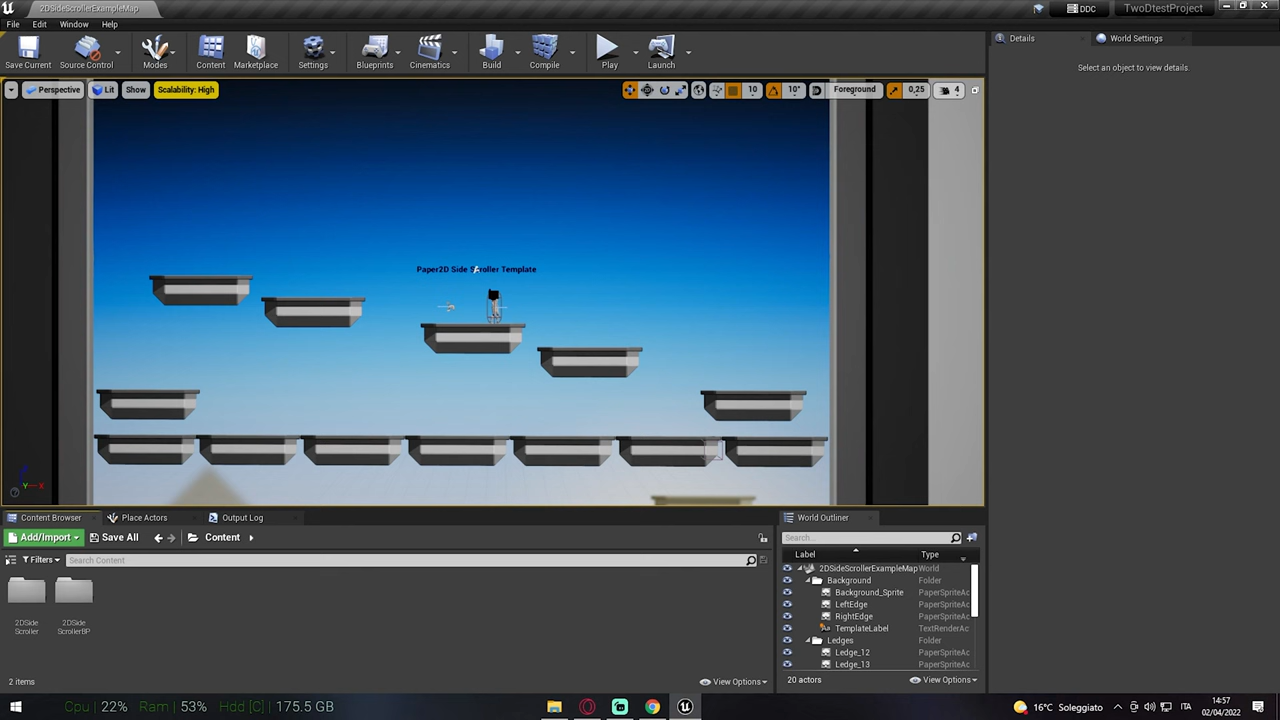 2DSideScrollerExampleMap
DDC
TwoDtestProject
File Edit Window Help
Save Current Source Control Modes Content Marketplace Settings Blueprints Cinematics Build Compile Play Launch
Details World Settings
Select an object to view details.
Perspective Lit Show Scalability: High 10 10° Foreground 0,25 4
Paper2D Side Scroller Template
Content Browser Place Actors Output Log World Outliner
Add/Import Save All Content
Search...
Filters Search Content
Label Type
2DSideScrollerExampleMap World
Background Folder
Background_Sprite PaperSpriteAc
LeftEdge PaperSpriteAc
RightEdge PaperSpriteAc
TemplateLabel TextRenderAc
Ledges Folder
Ledge_12 PaperSpriteAc
Ledge_13 PaperSpriteAc
2DSide
Scroller
2DSide
ScrollerBP
2 items View Options
20 actors View Options
Cpu | 22% Ram | 53% Hdd [C] | 175.5 GB
16°C Soleggiato ITA
14:57
02/04/2022